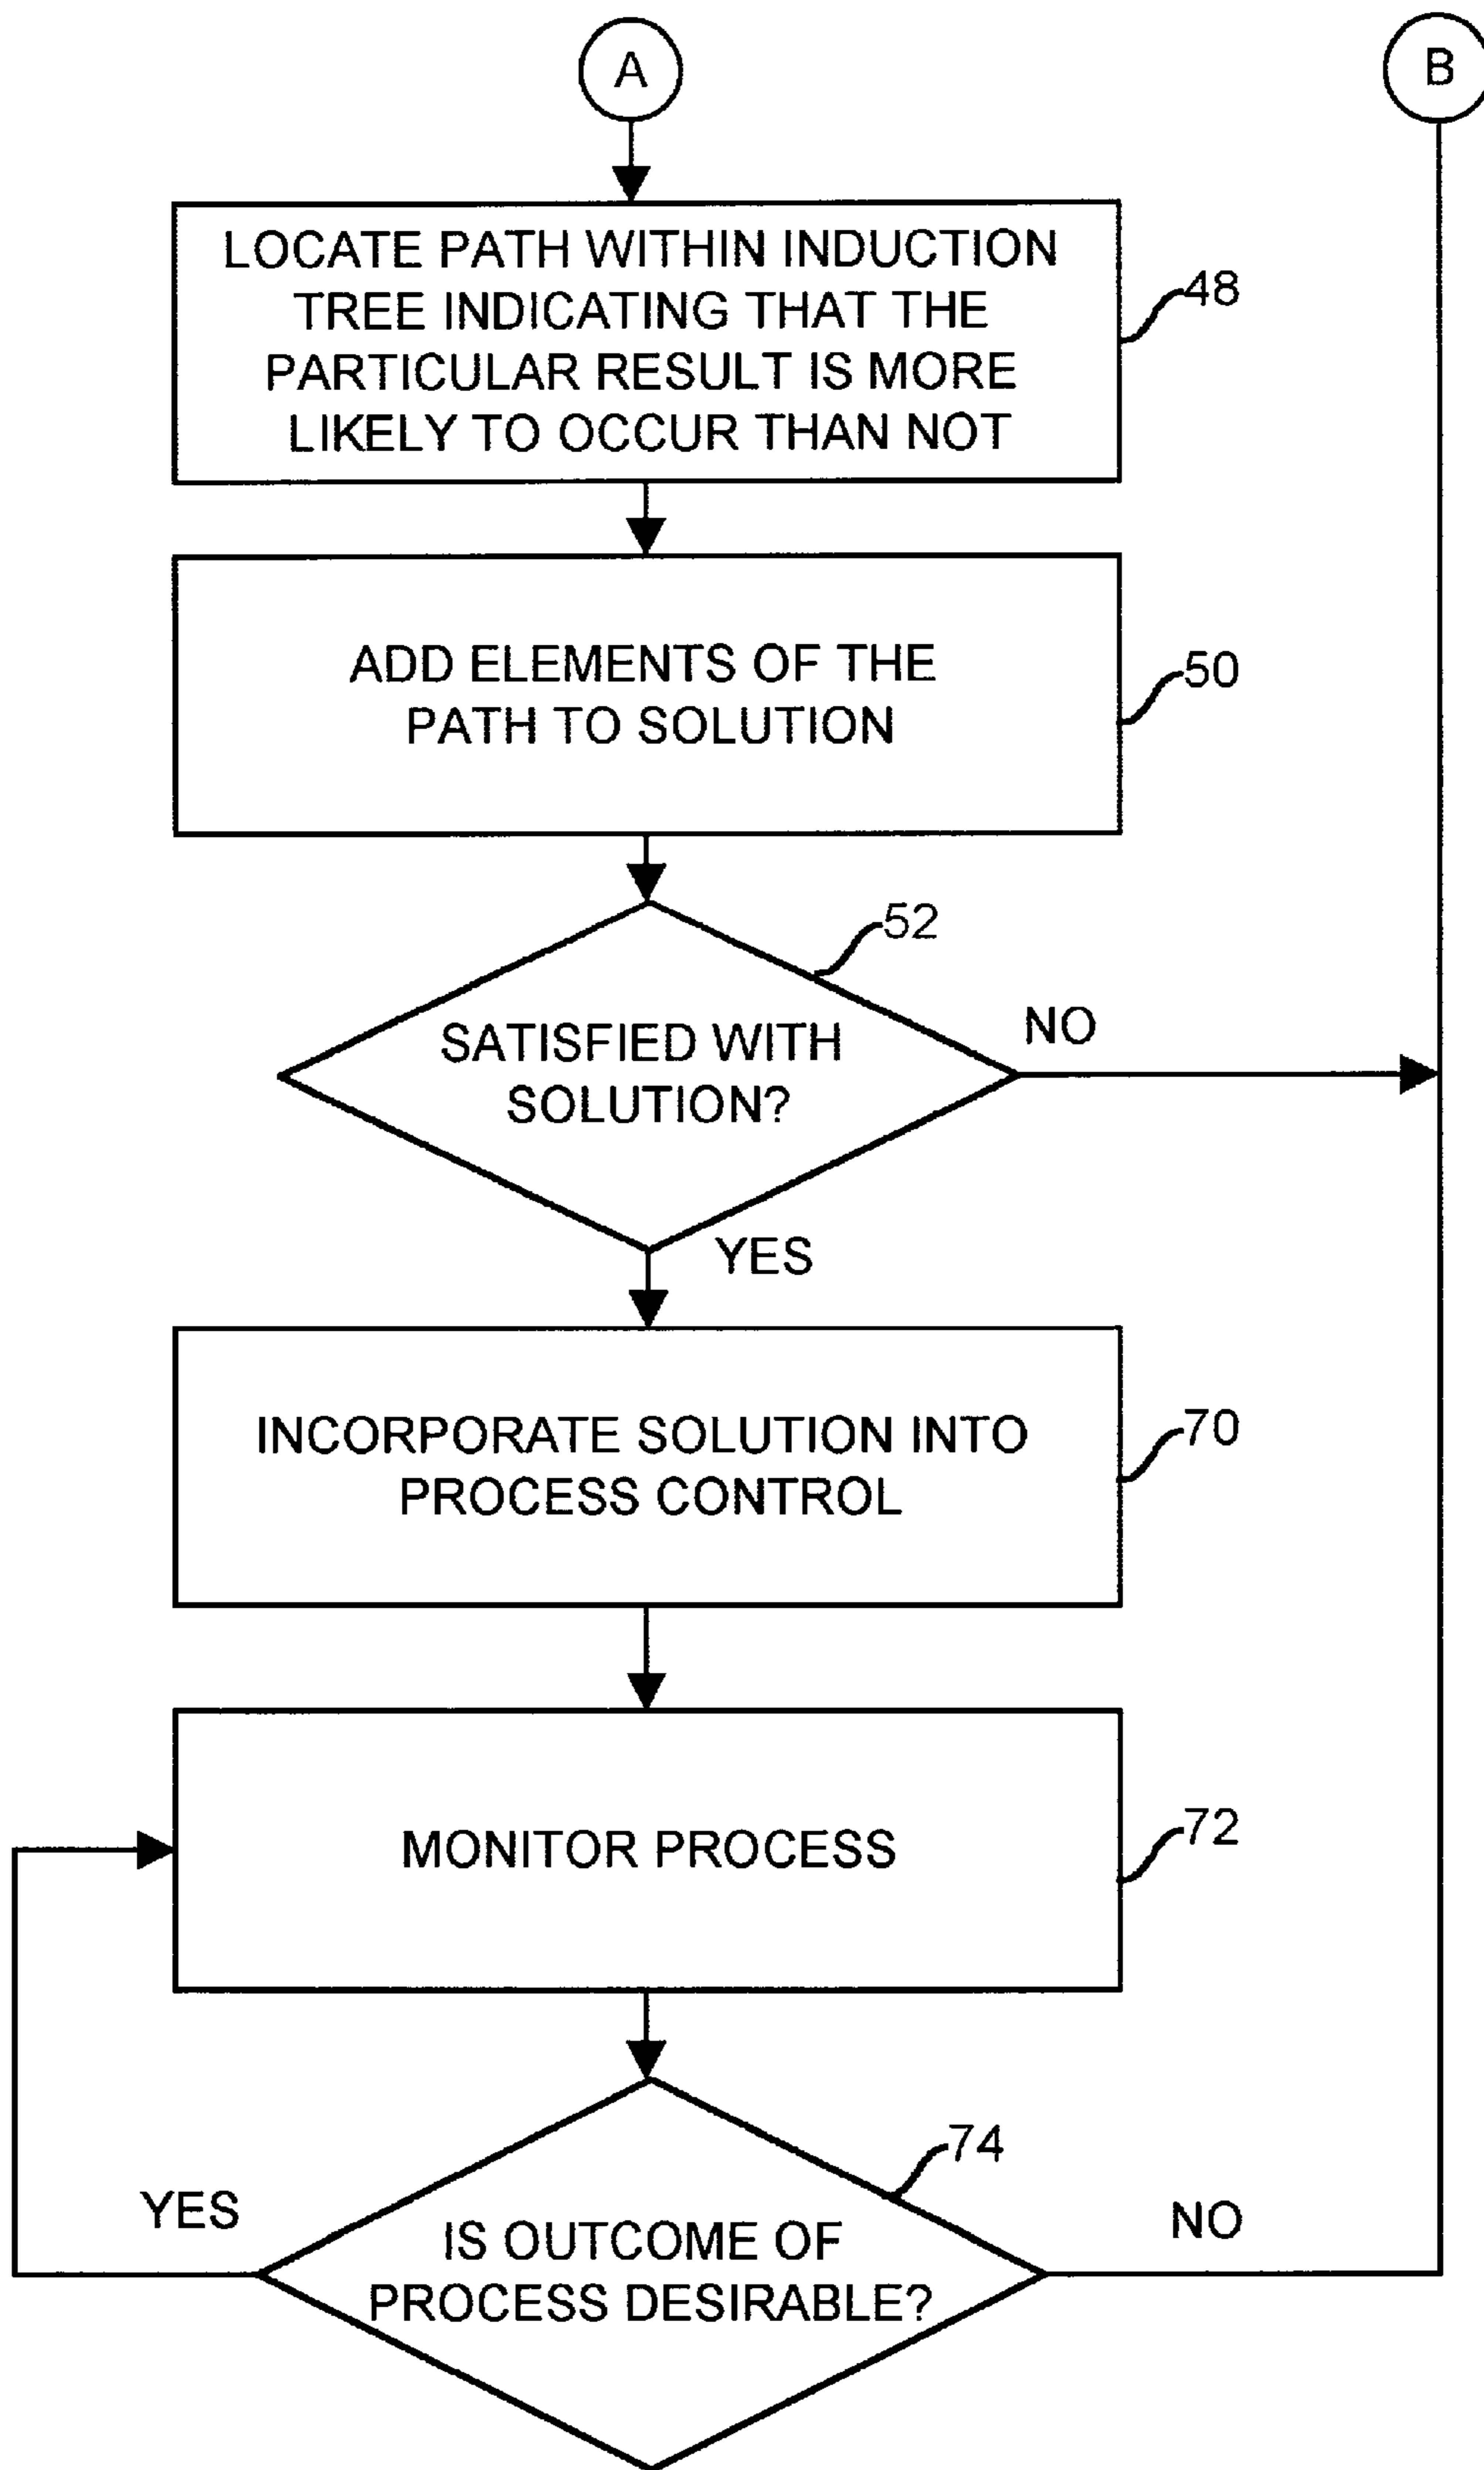 A
B
LOCATE PATH WITHIN INDUCTION
TREE INDICATING THAT THE
PARTICULAR RESULT IS MORE
LIKELY TO OCCUR THAN NOT
48
ADD ELEMENTS OF THE
PATH TO SOLUTION
50
52
SATISFIED WITH
SOLUTION?
NO
YES
INCORPORATE SOLUTION INTO
PROCESS CONTROL
70
MONITOR PROCESS
72
74
YES
IS OUTCOME OF
PROCESS DESIRABLE?
NO